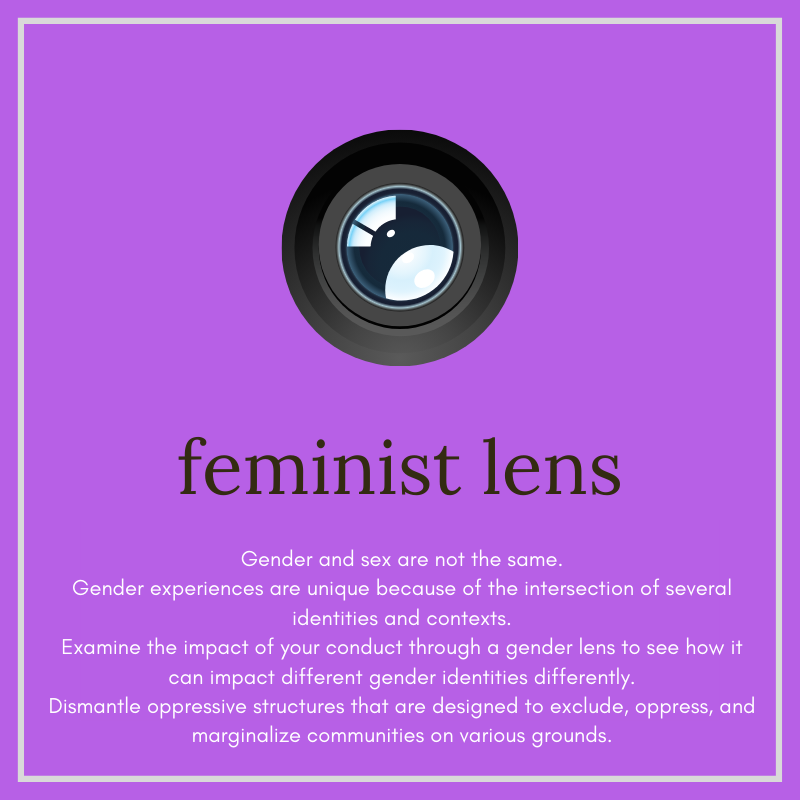 feminist lens
Gender and sex are not the same.
Gender experiences are unique because of the intersection of several
identities and contexts.
Examine the impact of your conduct through a gender lens to see how it
can impact different gender identities differently.
Dismantle oppressive structures that are designed to exclude, oppress, and
marginalize communities on various grounds.